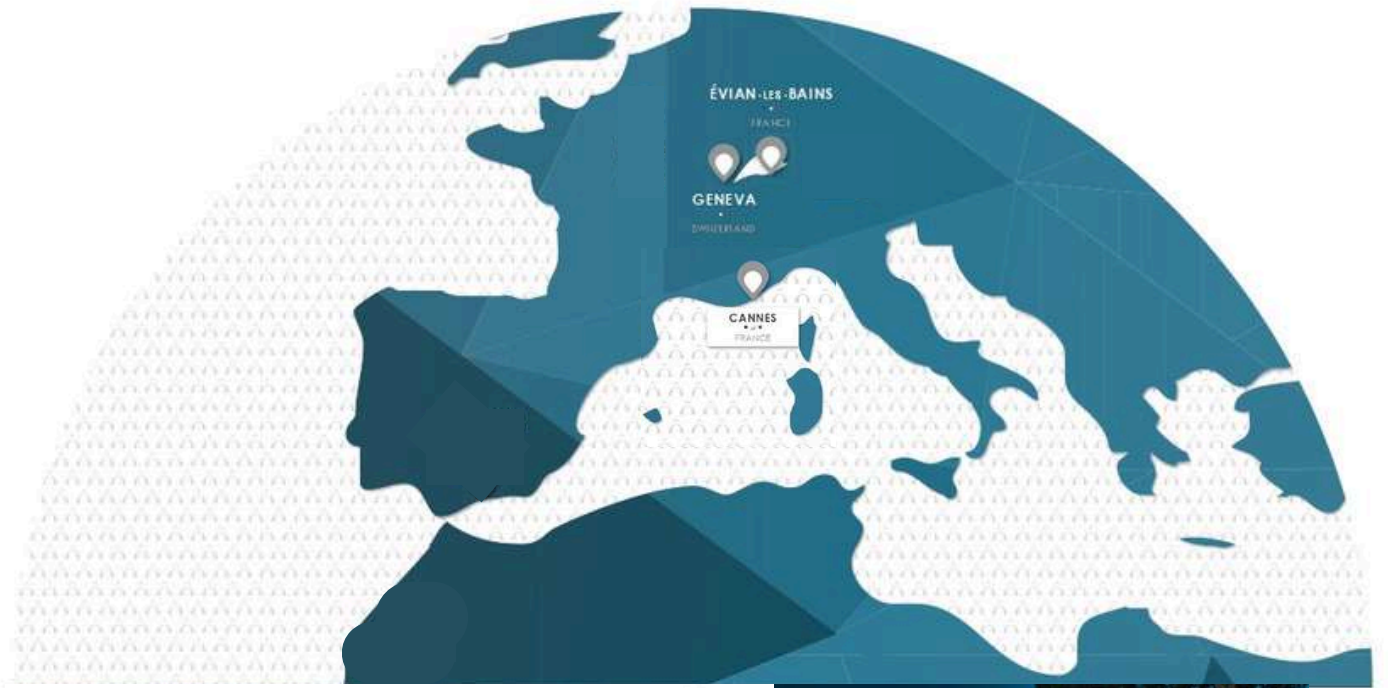 ÉVIAN-LES-BAINS
FRANCE
GENEVA
SWITZERLAND
CANNES
FRANCE